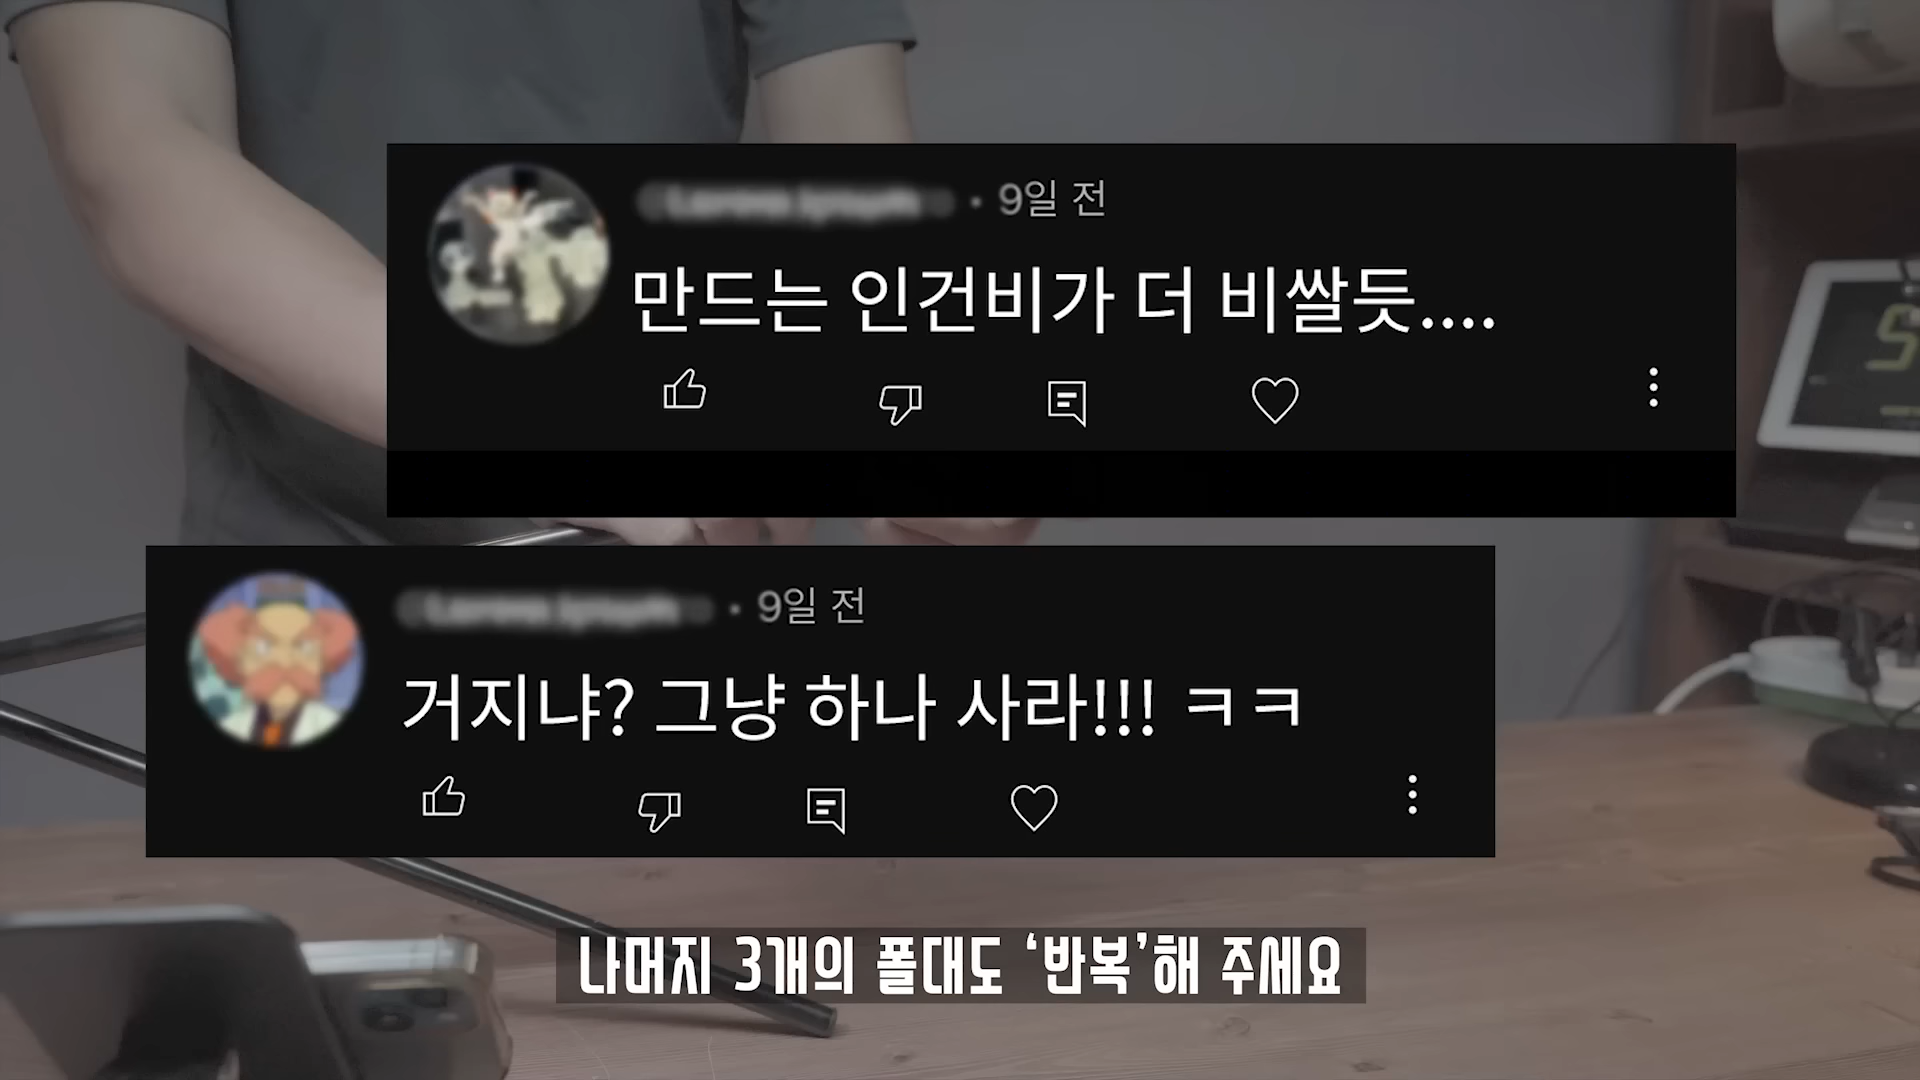 · 9일 전
만드는 인건비가 더 비쌀듯....
· 9일 전
거지냐? 그냥 하나 사라!!! ㅋㅋ
나머지 3개의 폴대도 ‘반복’해 주세요